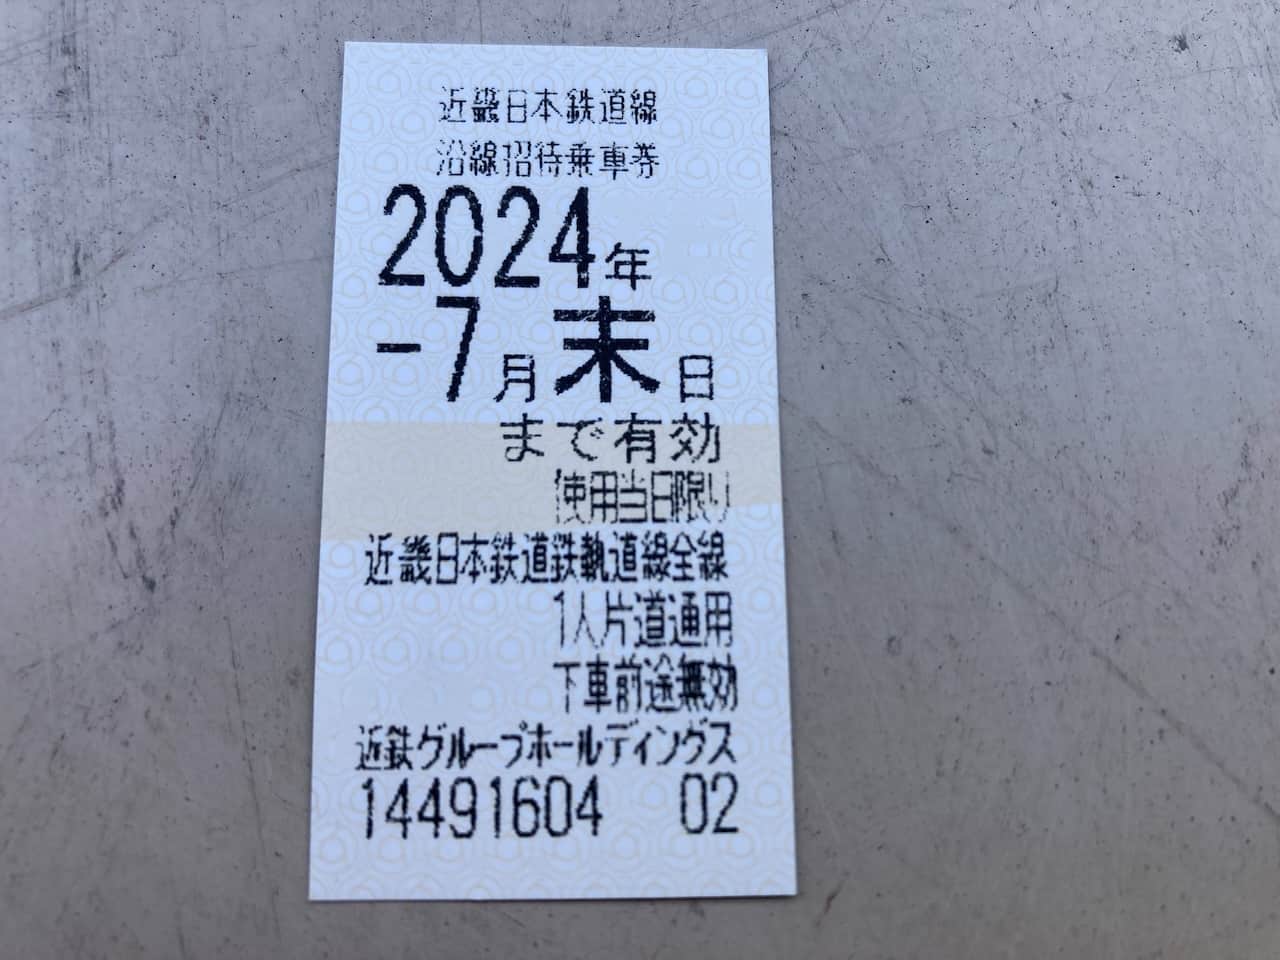 近畿日本鉄道線
沿線招待乗車券
2024年
-7月末日
まで有効
使用当日限り
近畿日本鉄道鉄軌道線全線
1人片道通用
下車前途無効
近鉄グループホールディングス
14491604 02